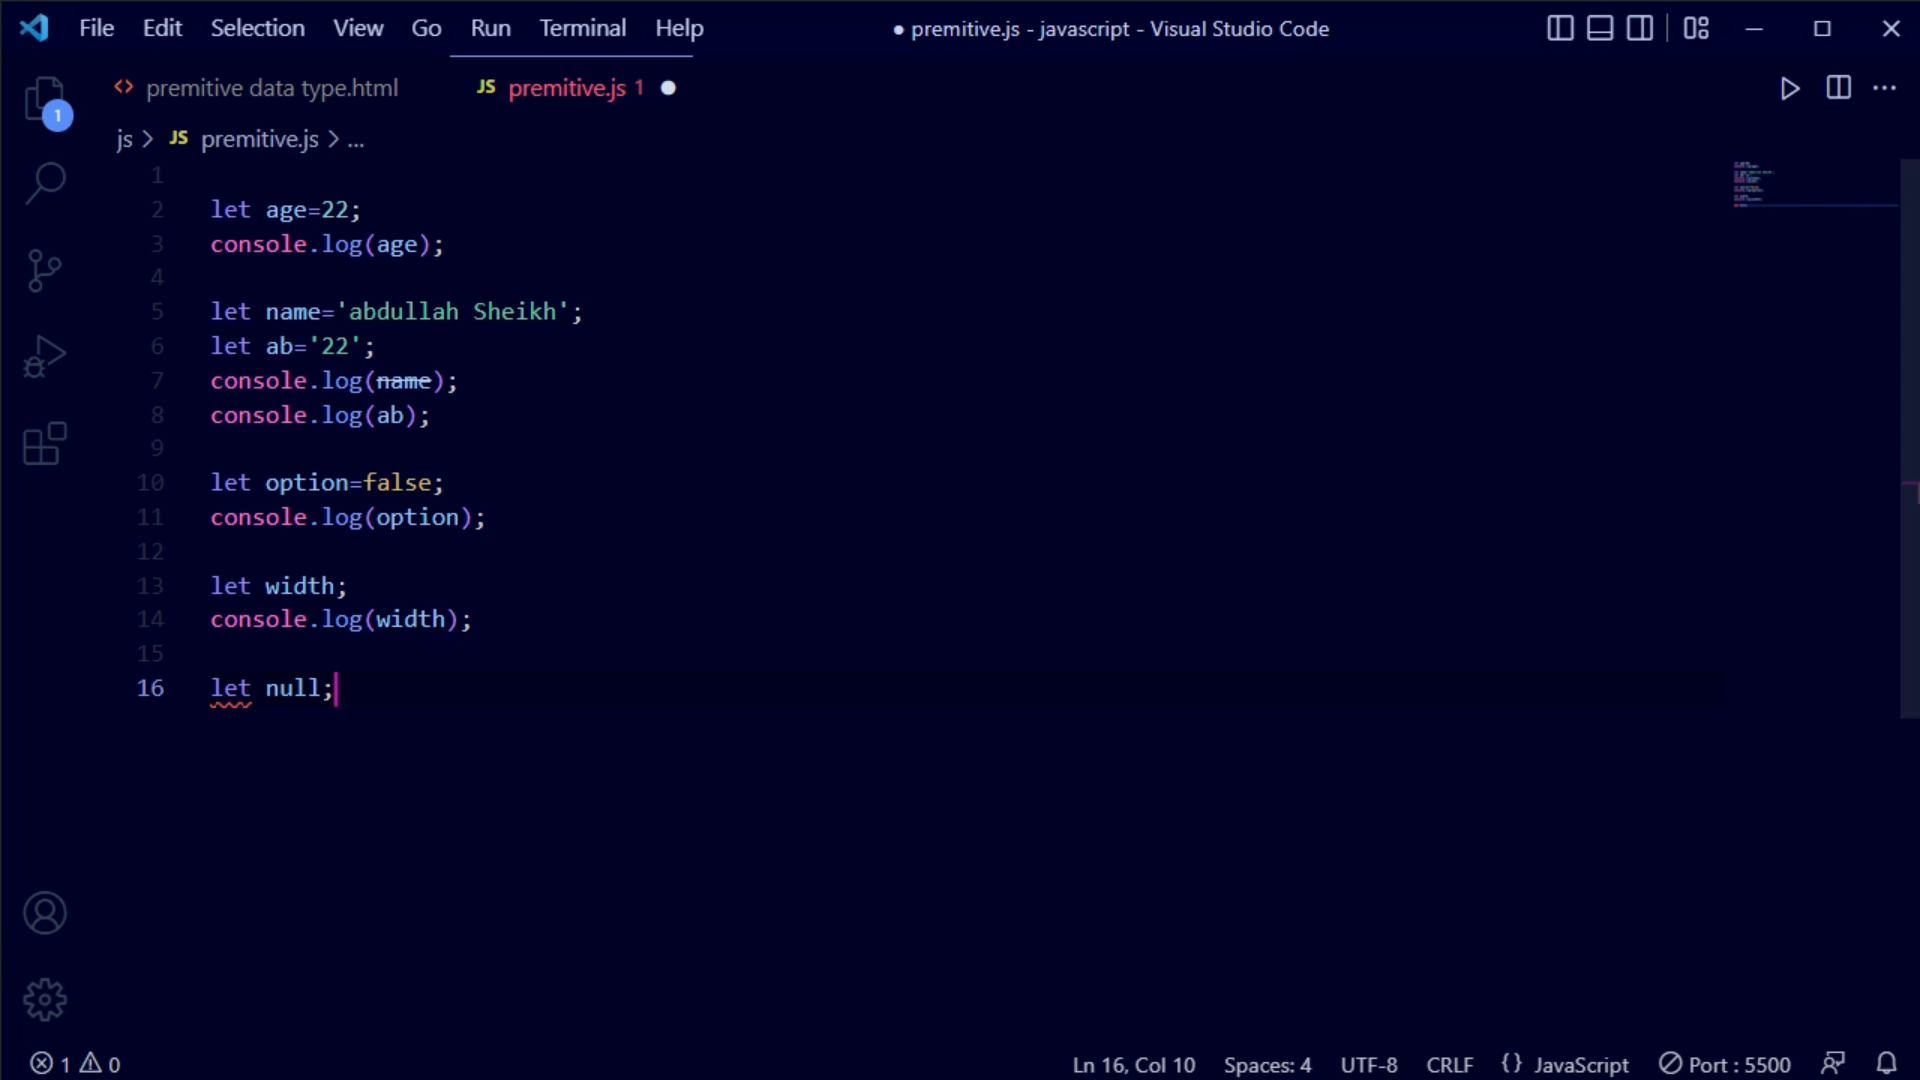 File Edit Selection View Go Run Terminal Help ● premitive.js - javascript - Visual Studio Code
<> premitive data type.html JS premitive.js 1 ●
js > JS premitive.js > ...
1
1
2 let age=22;
3 console.log(age);
4
5 let name='abdullah Sheikh';
6 let ab='22';
7 console.log(name);
8 console.log(ab);
9
10 let option=false;
11 console.log(option);
12
13 let width;
14 console.log(width);
15
16 let null;
1 0 Ln 16, Col 10 Spaces: 4 UTF-8 CRLF {} JavaScript Port : 5500